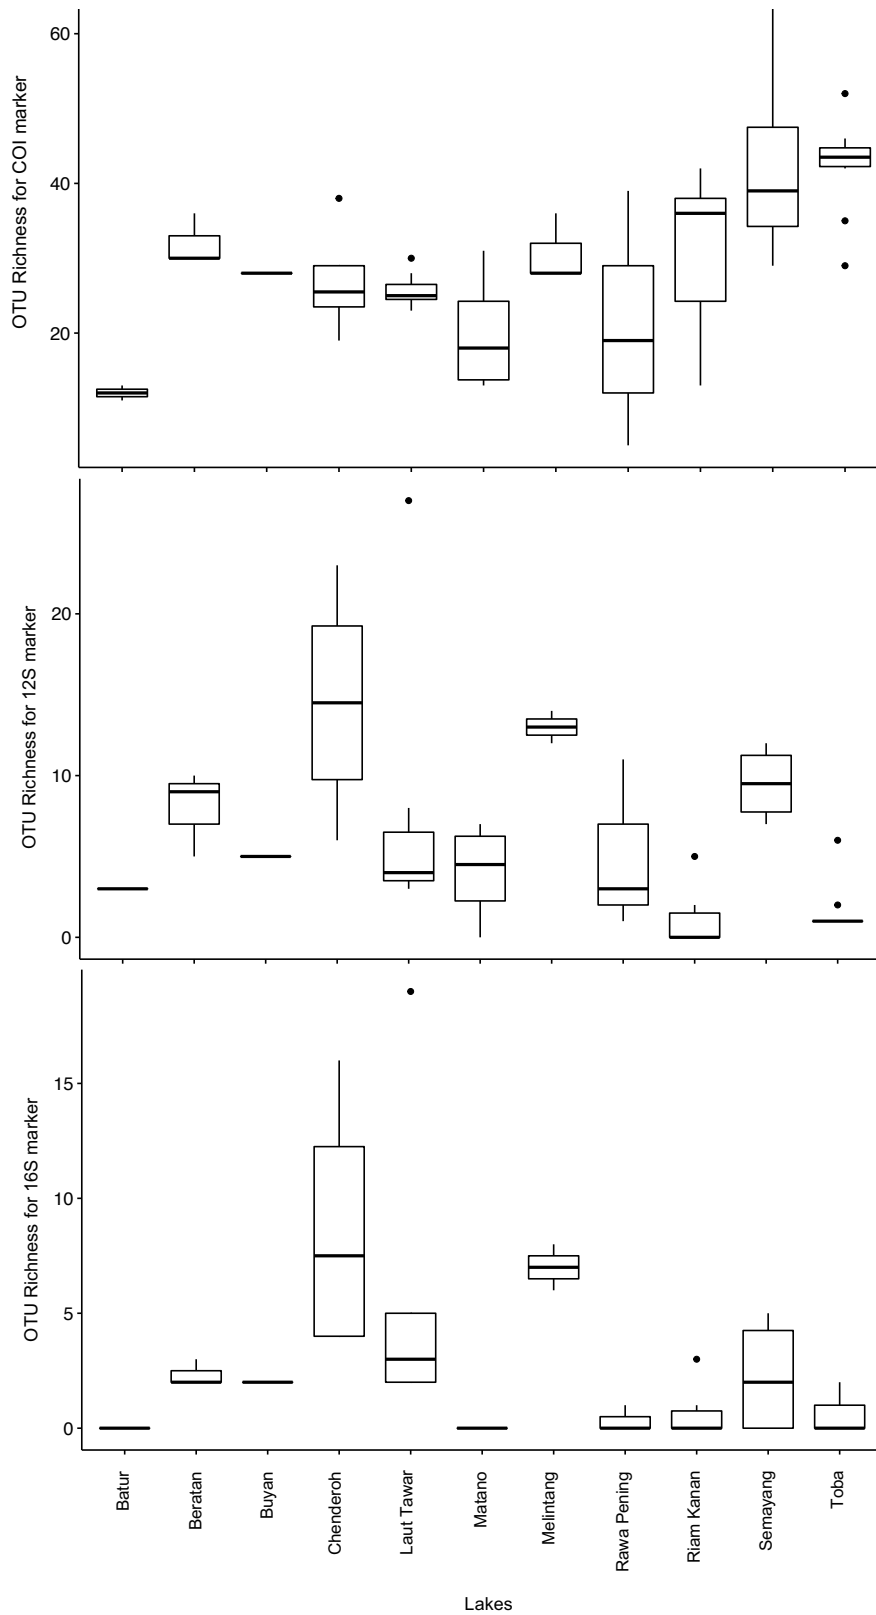 OTU Richness for COI marker
60
40
20
OTU Richness for 12S marker
20
10
0
OTU Richness for 16S marker
15
10
5
0
Batur
Beratan
Buyan
Chenderoh
Laut Tawar
Matano
Melintang
Rawa Pening
Riam Kanan
Semayang
Toba
Lakes